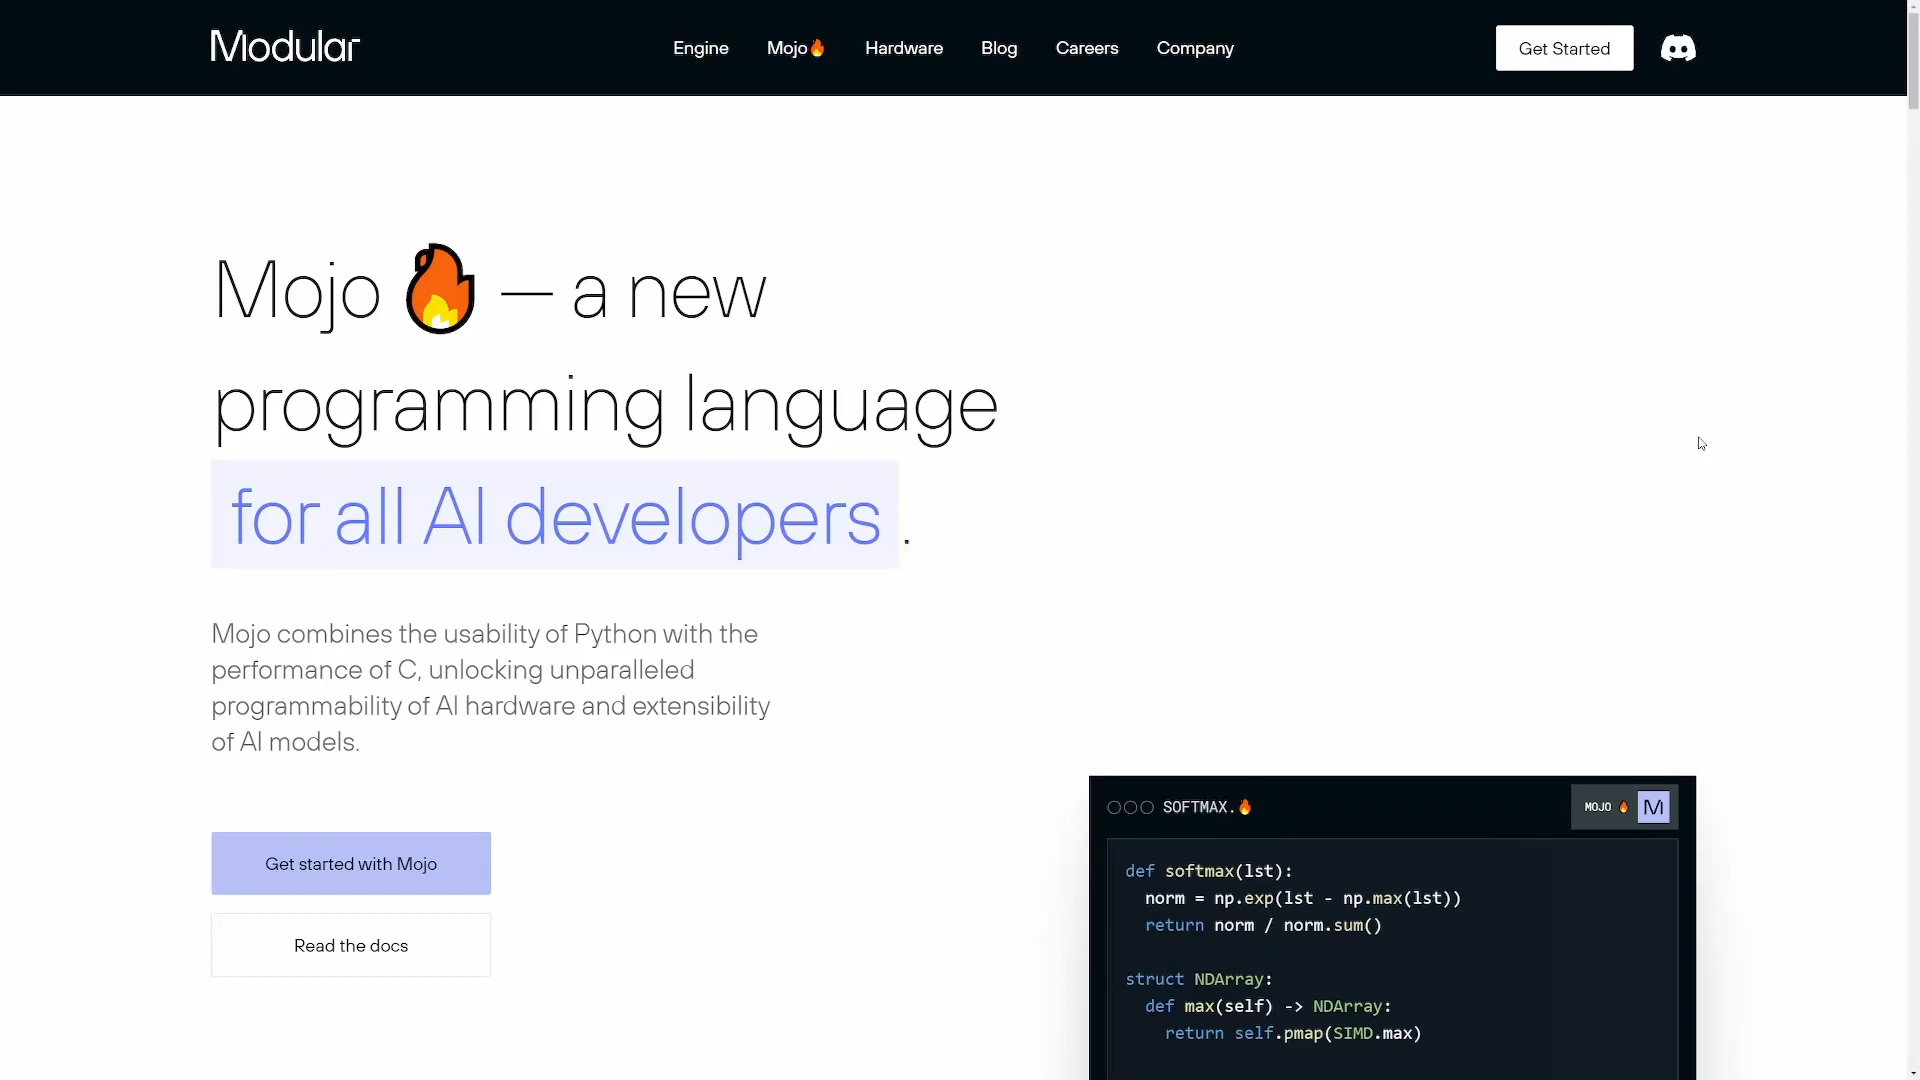 Modular
Engine Mojo🔥 Hardware Blog Careers Company
Get Started
Mojo 🔥 — a new
programming language
for all AI developers.
Mojo combines the usability of Python with the
performance of C, unlocking unparalleled
programmability of AI hardware and extensibility
of AI models.
Get started with Mojo
Read the docs
SOFTMAX.🔥
MOJO 🔥 M
def softmax(lst):
  norm = np.exp(lst - np.max(lst))
  return norm / norm.sum()
struct NDArray:
  def max(self) -> NDArray:
    return self.pmap(SIMD.max)